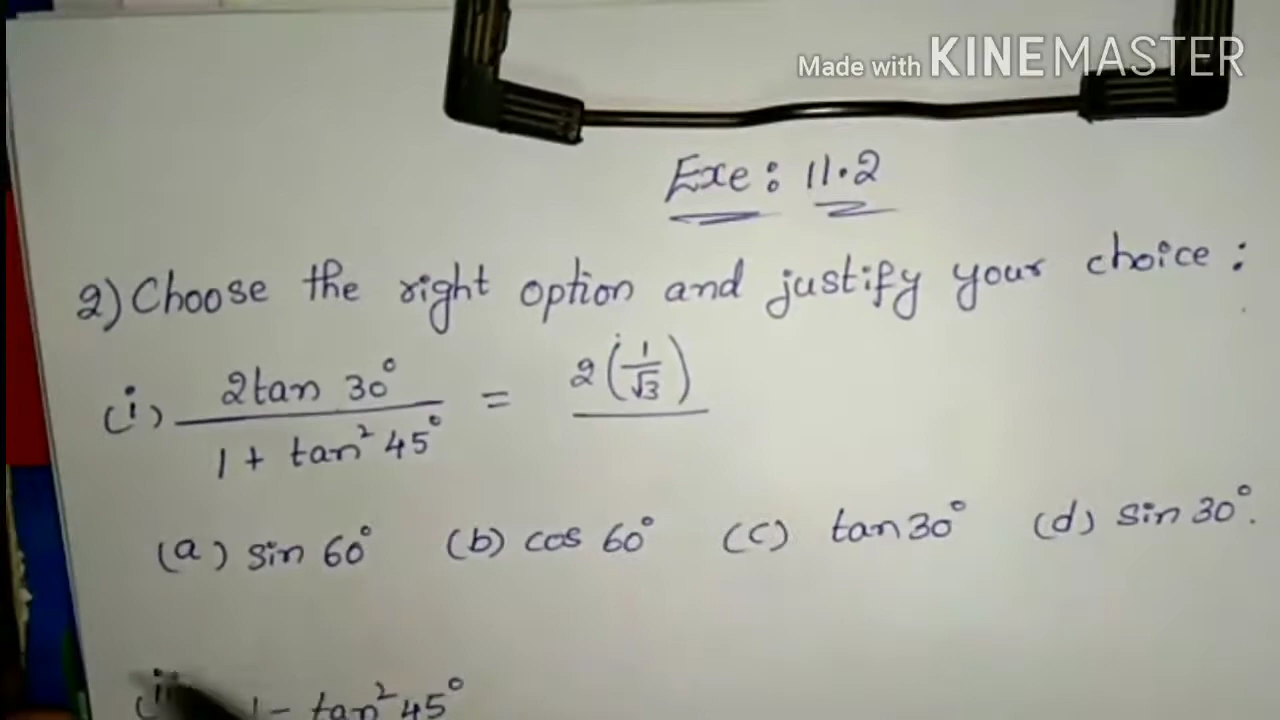 Made with KINEMASTER
Exe: 11.2
2) Choose the right option and justify your choice:
(i) 2tan 30° / 1 + tan² 45° = 2(1/√3)
(a) sin 60° (b) cos 60° (c) tan 30° (d) sin 30°.
1 - tan² 45°